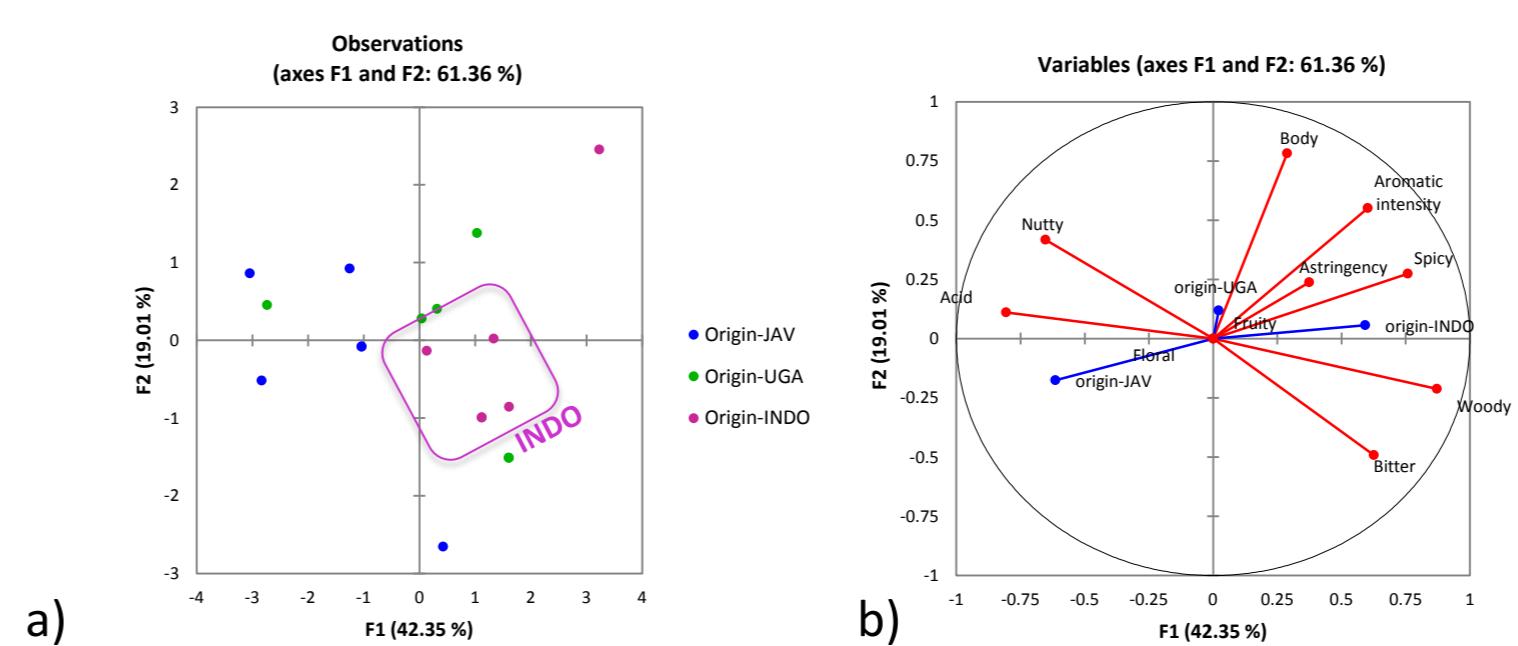 Observations
(axes F1 and F2: 61.36 %)
3
2
1
0
-1
-2
-3
-4
-3
-2
-1
0
1
2
3
4
F2 (19.01 %)
F1 (42.35 %)
INDO
Origin-JAV
Origin-UGA
Origin-INDO
a)
Variables (axes F1 and F2: 61.36 %)
1
0.75
0.5
0.25
0
-0.25
-0.5
-0.75
-1
-1
-0.75
-0.5
-0.25
0
0.25
0.5
0.75
1
F2 (19.01 %)
F1 (42.35 %)
Body
Aromatic
intensity
Nutty
Spicy
Astringency
origin-UGA
Acid
Fruity
origin-INDO
Floral
origin-JAV
Woody
Bitter
b)